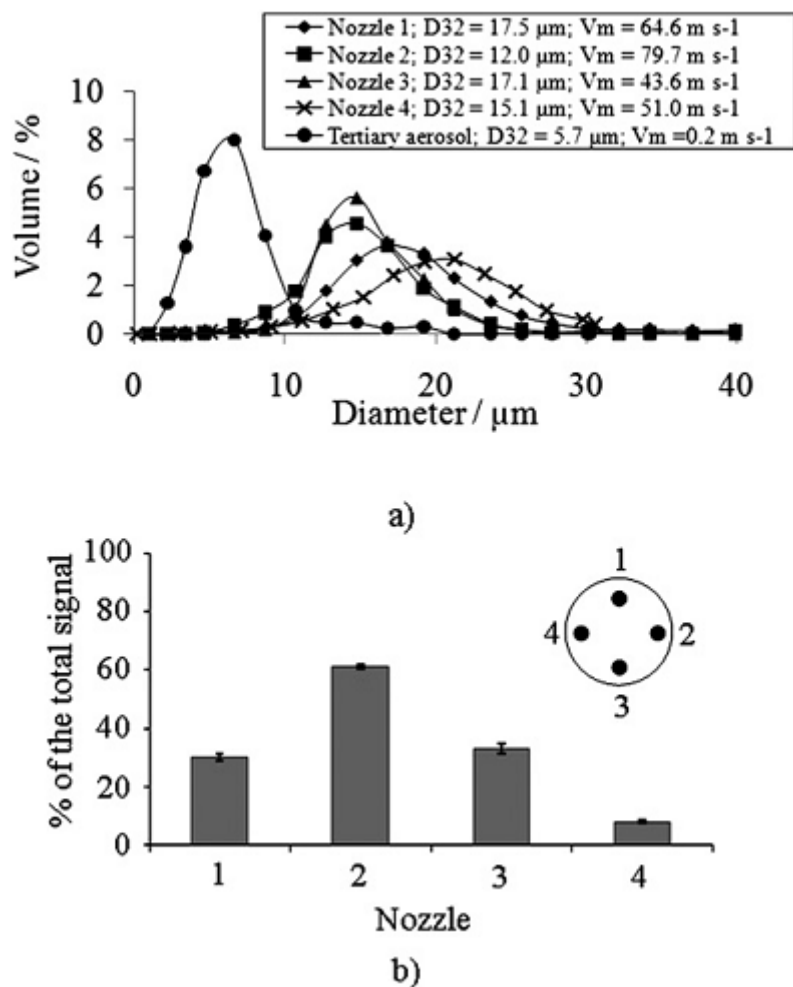 Nozzle 1; D32 = 17.5 µm; Vm = 64.6 m s-1
Nozzle 2; D32 = 12.0 µm; Vm = 79.7 m s-1
Nozzle 3; D32 = 17.1 µm; Vm = 43.6 m s-1
Nozzle 4; D32 = 15.1 µm; Vm = 51.0 m s-1
Tertiary aerosol; D32 = 5.7 µm; Vm =0.2 m s-1
Volume / %
10
8
6
4
2
0
0 10 20 30 40
Diameter / µm
a)
% of the total signal
100
80
60
40
20
0
1
4 2
3
1 2 3 4
Nozzle
b)